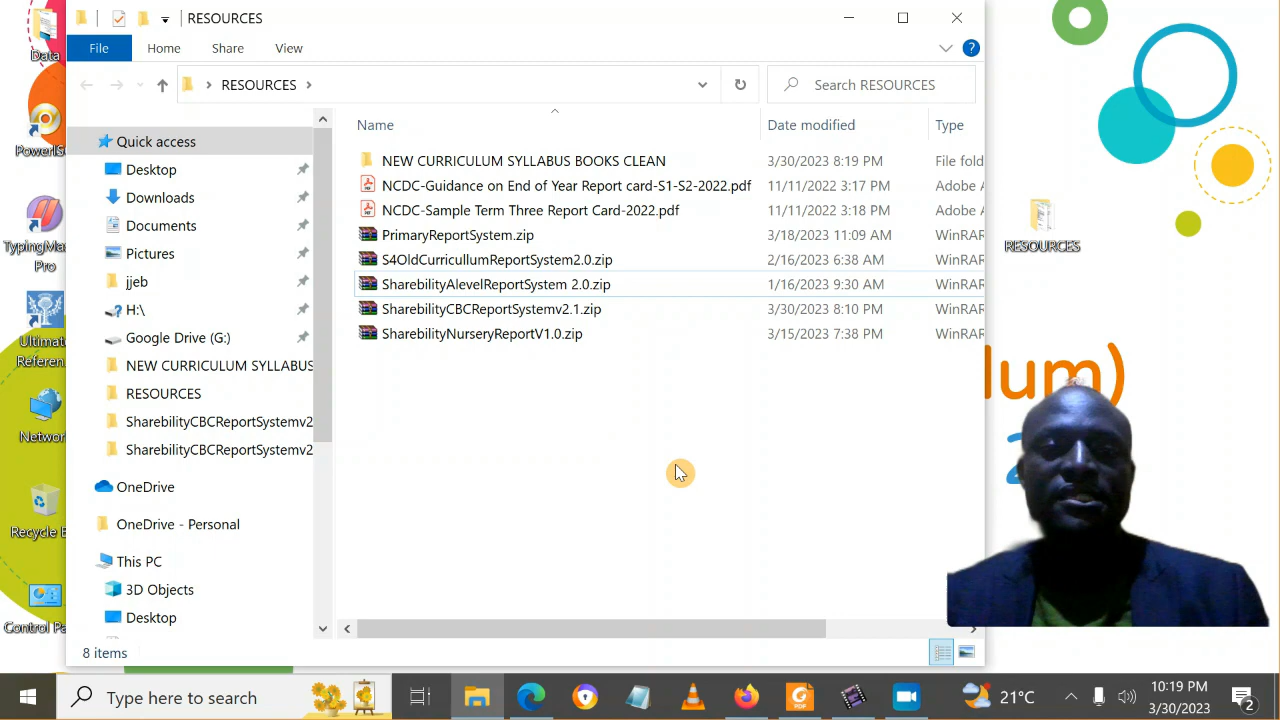 RESOURCES
File Home Share View
RESOURCES
Search RESOURCES
Name Date modified Type
Quick access
Desktop
Downloads
Documents
Pictures
jjeb
H:\
Google Drive (G:)
NEW CURRICULUM SYLLABUS
RESOURCES
SharebilityCBCReportSystemv2
SharebilityCBCReportSystemv2
OneDrive
OneDrive - Personal
This PC
3D Objects
Desktop
NEW CURRICULUM SYLLABUS BOOKS CLEAN 3/30/2023 8:19 PM File fold
NCDC-Guidance on End of Year Report card-S1-S2-2022.pdf 11/11/2022 3:17 PM Adobe A
NCDC-Sample Term Three Report Card-2022.pdf 11/11/2022 3:18 PM Adobe A
PrimaryReportSystem.zip 3/18/2023 11:09 AM WinRAR
S4OldCurricullumReportSystem2.0.zip 2/16/2023 6:38 AM WinRAR
SharebilityAlevelReportSystem 2.0.zip 1/16/2023 9:30 AM WinRAR
SharebilityCBCReportSystemv2.1.zip 3/30/2023 8:10 PM WinRAR
SharebilityNurseryReportV1.0.zip 3/15/2023 7:38 PM WinRAR
8 items
Data
PowerIS
TypingMas
Pro
Ultimat
Referen
Network
Recycle B
Control Pa
RESOURCES
lum)
Type here to search
21°C
10:19 PM
3/30/2023
2